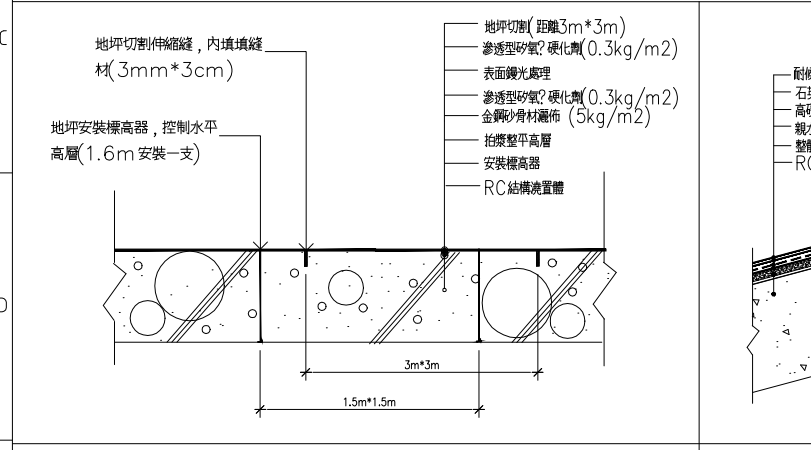 C
地坪切割伸縮縫，內填填縫
材(3mm*3cm)
地坪安裝標高器，控制水平
高層(1.6m安裝一支)
地坪切割(距離3m*3m)
滲透型矽氧?硬化劑(0.3kg/m2)
表面鏝光處理
滲透型矽氧?硬化劑(0.3kg/m2)
金鋼砂骨材灑佈(5kg/m2)
拍漿整平高層
安裝標高器
RC結構澆置體
3m*3m
1.5m*1.5m
D
石
高
親水
整體
RC